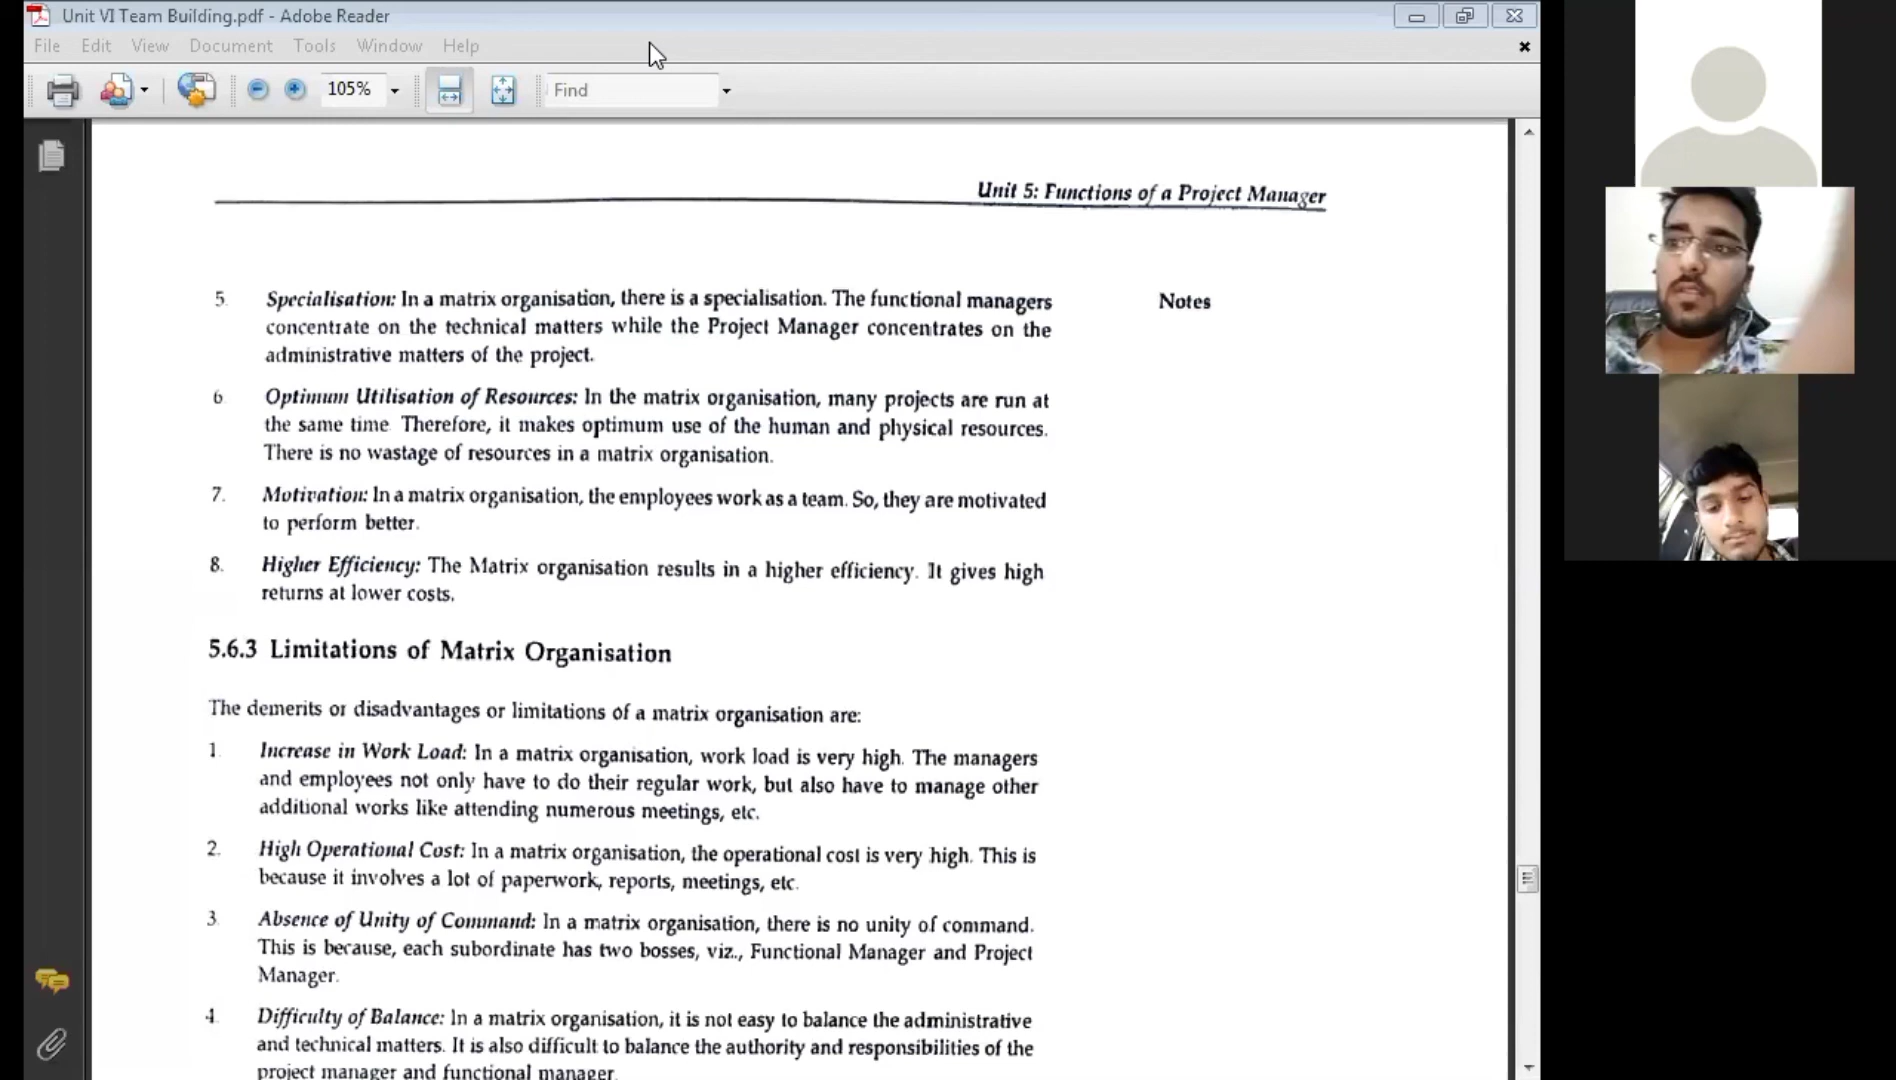 Unit VI Team Building.pdf - Adobe Reader
File Edit View Document Tools Window Help
105%
Find
Unit 5: Functions of a Project Manager
5. Specialisation: In a matrix organisation, there is a specialisation. The functional managers
Notes
concentrate on the technical matters while the Project Manager concentrates on the
administrative matters of the project.
6. Optimum Utilisation of Resources: In the matrix organisation, many projects are run at
the same time. Therefore, it makes optimum use of the human and physical resources.
There is no wastage of resources in a matrix organisation.
7. Motivation: In a matrix organisation, the employees work as a team. So, they are motivated
to perform better.
8. Higher Efficiency: The Matrix organisation results in a higher efficiency. It gives high
returns at lower costs.
5.6.3 Limitations of Matrix Organisation
The demerits or disadvantages or limitations of a matrix organisation are:
1. Increase in Work Load: In a matrix organisation, work load is very high. The managers
and employees not only have to do their regular work, but also have to manage other
additional works like attending numerous meetings, etc.
2. High Operational Cost: In a matrix organisation, the operational cost is very high. This is
because it involves a lot of paperwork, reports, meetings, etc.
3. Absence of Unity of Command: In a matrix organisation, there is no unity of command.
This is because, each subordinate has two bosses, viz., Functional Manager and Project
Manager.
4. Difficulty of Balance: In a matrix organisation, it is not easy to balance the administrative
and technical matters. It is also difficult to balance the authority and responsibilities of the
project manager and functional manager.